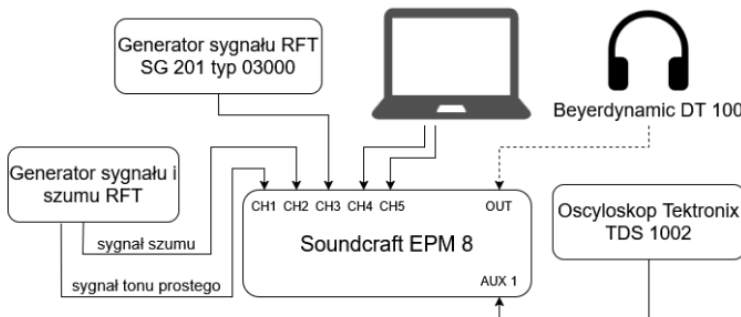 Generator sygnału RFT
SG 201 typ 03000
Beyerdynamic DT 100
Generator sygnału i
szumu RFT
CH1 CH2 CH3 CH4 CH5 OUT
Oscyloskop Tektronix
TDS 1002
sygnał szumu
Soundcraft EPM 8
sygnał tonu prostego
AUX 1